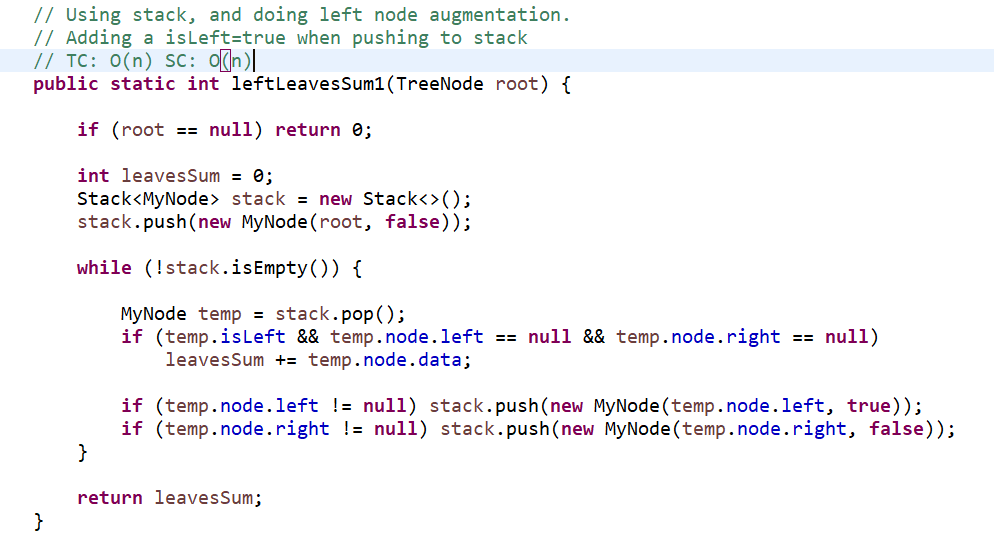 // Using stack, and doing left node augmentation.
// Adding a isLeft=true when pushing to stack
// TC: O(n) SC: O(n)
public static int leftLeavesSum1(TreeNode root) {
if (root == null) return 0;
int leavesSum = 0;
Stack<MyNode> stack = new Stack<>();
stack.push(new MyNode(root, false));
while (!stack.isEmpty()) {
MyNode temp = stack.pop();
if (temp.isLeft && temp.node.left == null && temp.node.right == null)
leavesSum += temp.node.data;
if (temp.node.left != null) stack.push(new MyNode(temp.node.left, true));
if (temp.node.right != null) stack.push(new MyNode(temp.node.right, false));
}
return leavesSum;
}